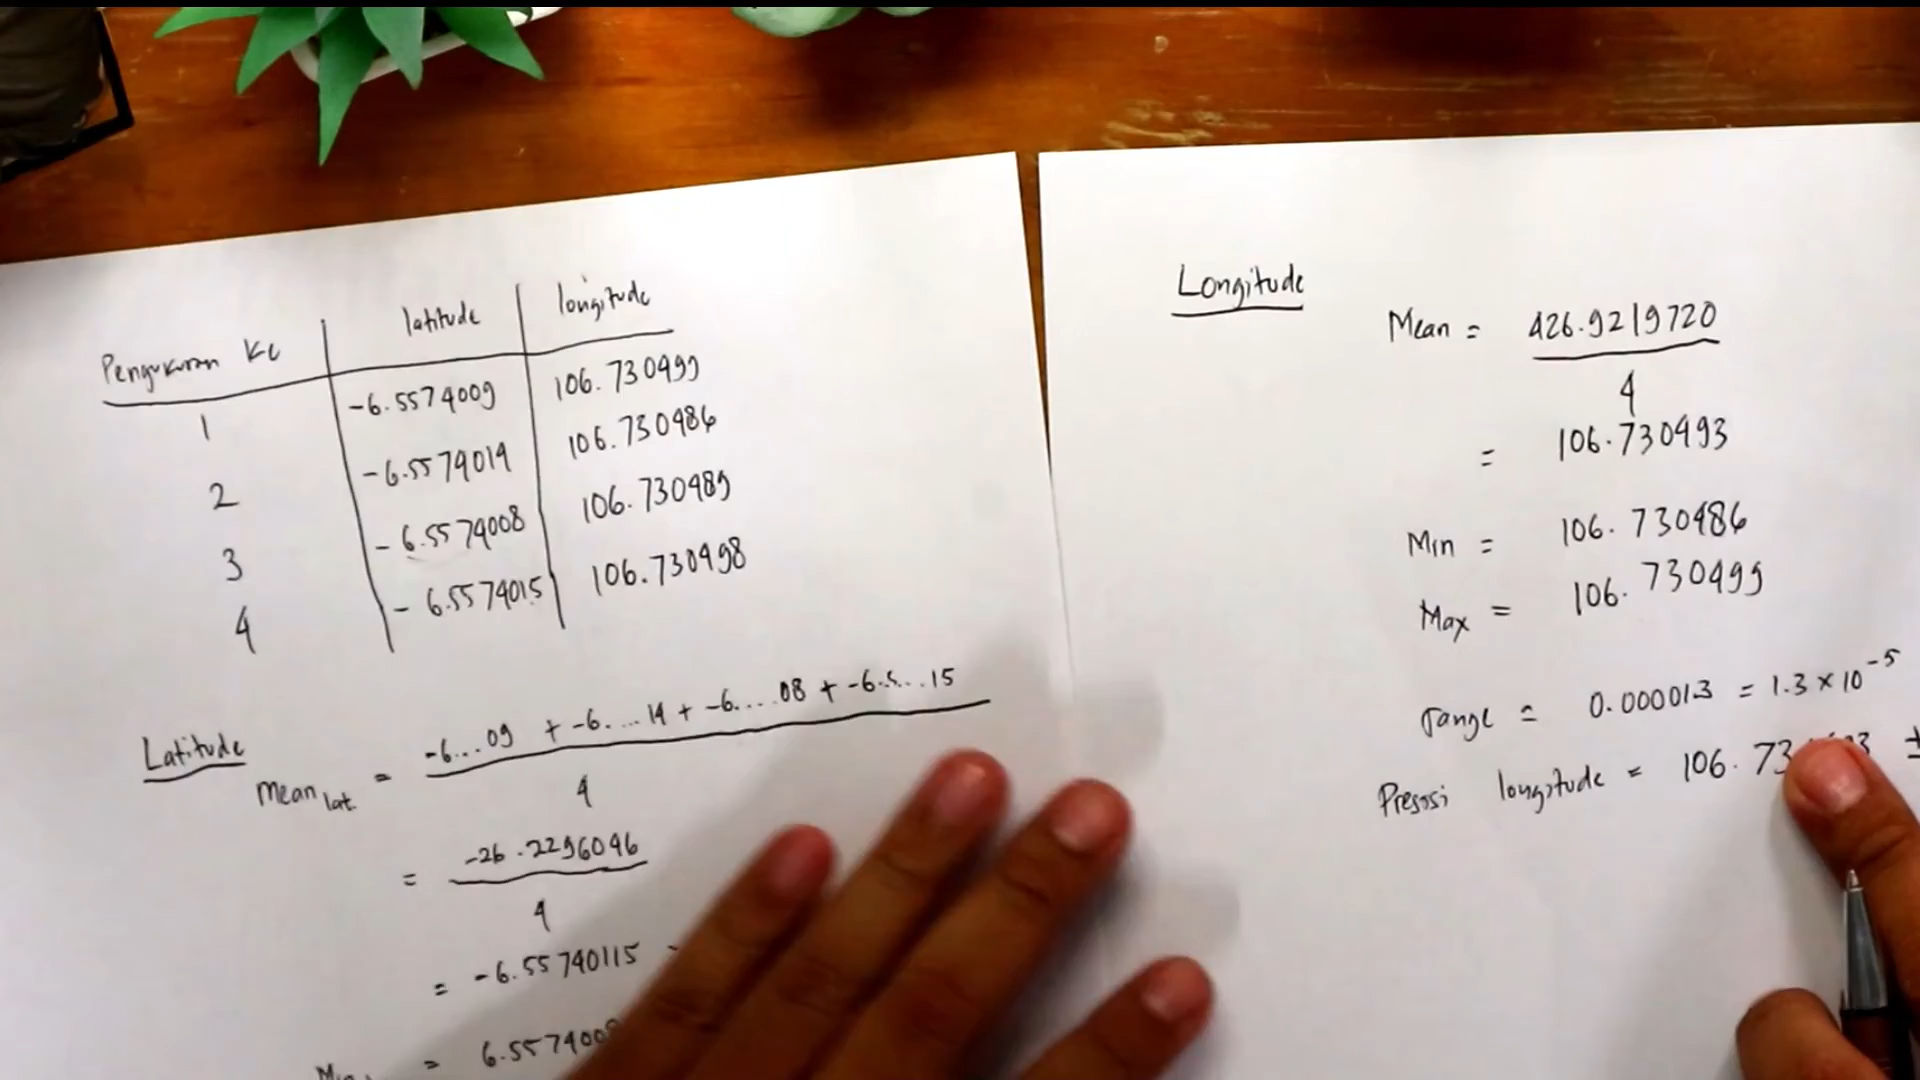 Pengukuran Ke latitude longitude
1 -6.5574009 106.730499
2 -6.5574014 106.730486
3 -6.5574008 106.730489
4 -6.5574015 106.730498
Latitude
Mean lat. = -6...09 + -6....14 + -6....08 + -6.5...15
4
= -26.2296046
4
= -6.55740115
= 6.557400
Longitude
Mean = 426.9219720
4
= 106.730493
Min = 106.730486
Max = 106.730499
range = 0.000013 = 1.3 × 10⁻⁵
Presisi longitude = 106.73